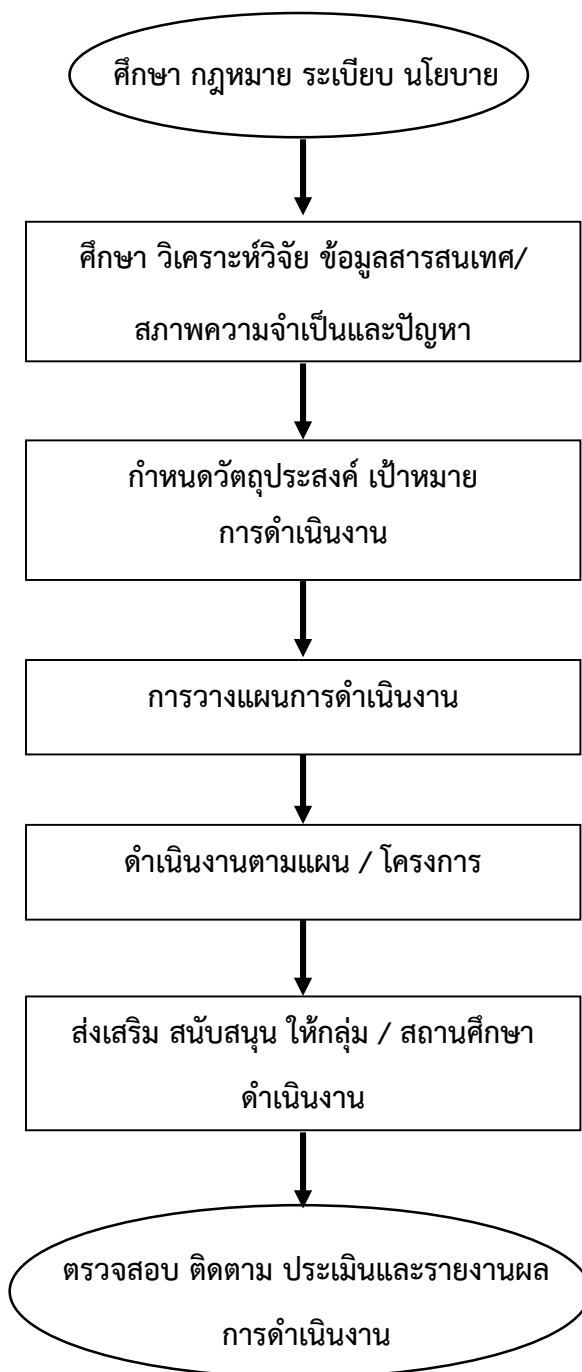 ศึกษา กฎหมาย ระเบียบ นโยบาย
ศึกษา วิเคราะห์วิจัย ข้อมูลสารสนเทศ/
สภาพความจำเป็นและปัญหา
กำหนดวัตถุประสงค์ เป้าหมาย
การดำเนินงาน
การวางแผนการดำเนินงาน
ดำเนินงานตามแผน / โครงการ
ส่งเสริม สนับสนุน ให้กลุ่ม / สถานศึกษา
ดำเนินงาน
ตรวจสอบ ติดตาม ประเมินและรายงานผล
การดำเนินงาน